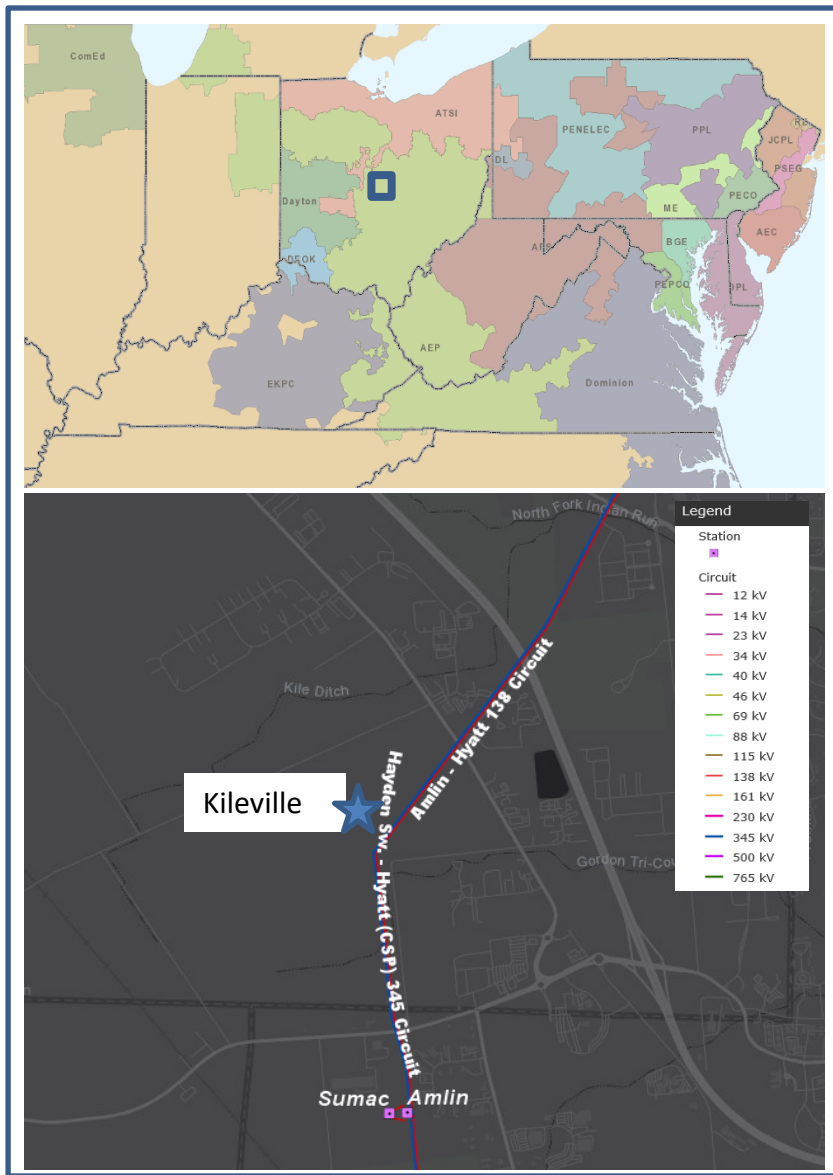 ComEd
ATSI
PENELEC
PPL
RE
JCPL
DL
PSEG
Dayton
PECO
ME
AEC
BGE
APS
DEOK
PEPCO
DPL
AEP
EKPC
Dominion
North Fork Indian Run
Legend
Station
Circuit
12 kV
14 kV
23 kV
34 kV
40 kV
46 kV
69 kV
88 kV
115 kV
138 kV
161 kV
230 kV
345 kV
500 kV
765 kV
Kile Ditch
Amlin - Hyatt 138 Circuit
Kileville
Hayden Sw. - Hyatt (CSP) 345 Circuit
Gordon Tri-Cou
Sumac
Amlin